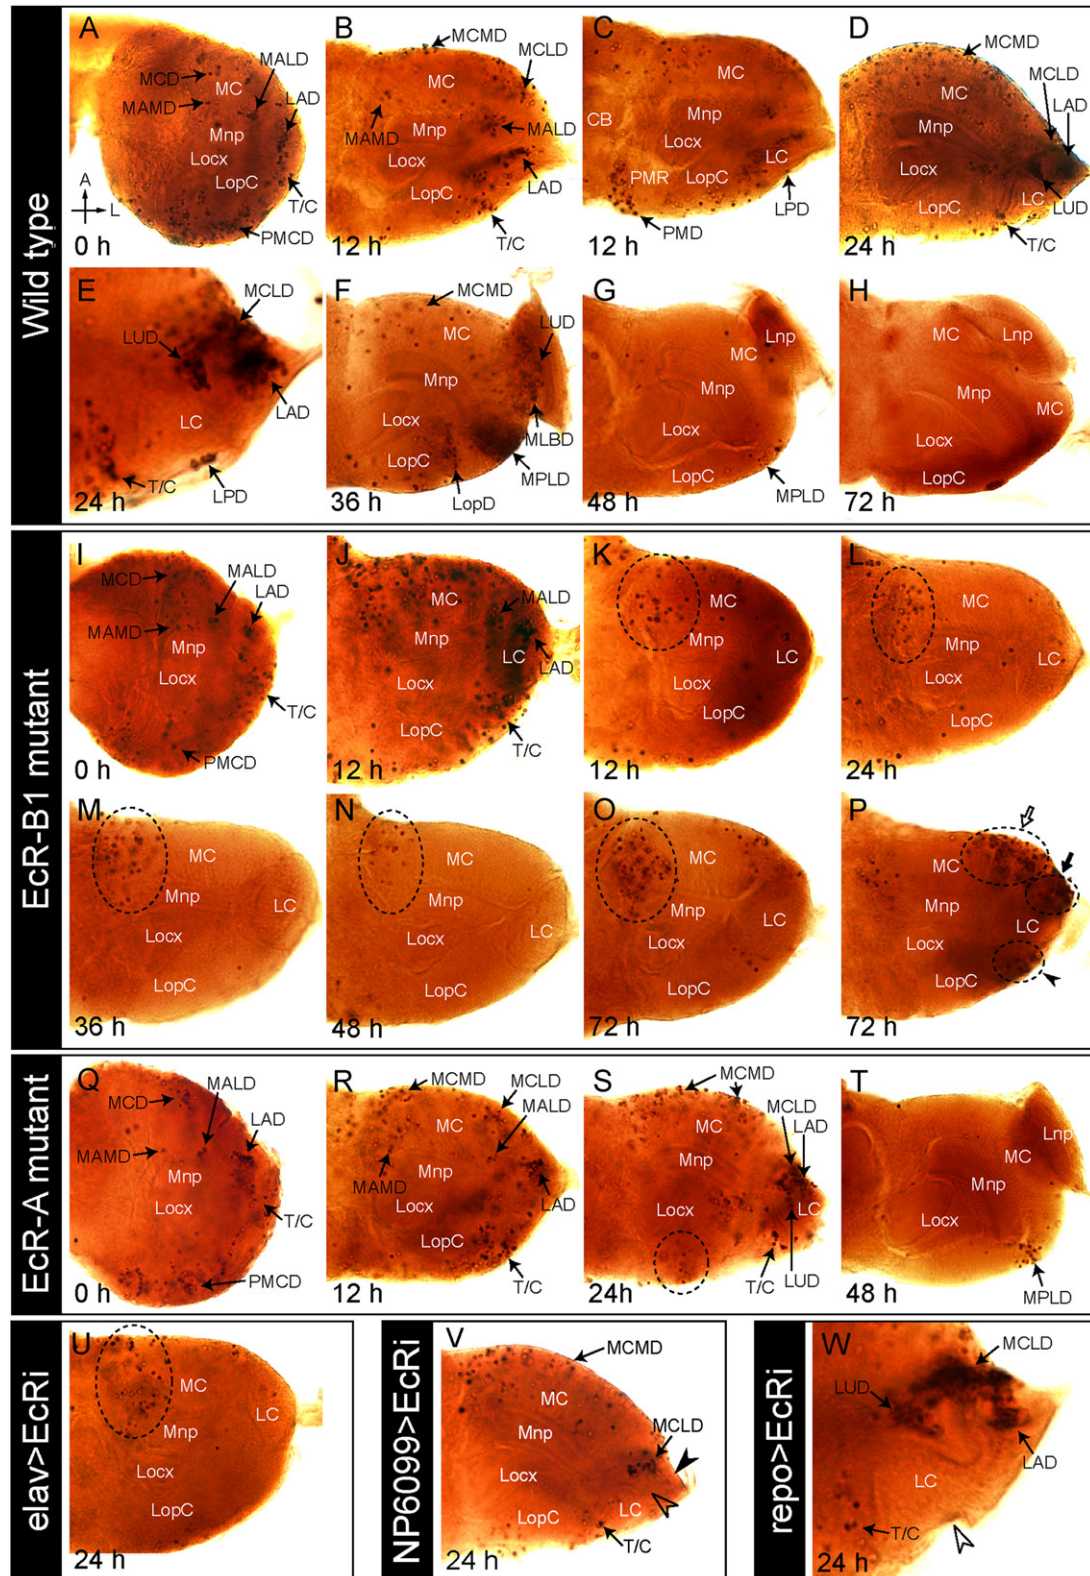 Wild type
A
MCD
MC
MALD
MAMD
LAD
Mnp
Locx
LopC
T/C
A
L
PMCD
0 h
B
MCMD
MCLD
MC
MAMD
Mnp
MALD
Locx
LopC
LAD
T/C
12 h
C
MC
CB
Mnp
Locx
LC
PMR
LopC
LPD
PMD
12 h
D
MCMD
MCLD
MC
LAD
Mnp
Locx
LC
LopC
LUD
T/C
24 h
E
MCLD
LUD
LAD
LC
T/C
LPD
24 h
F
MCMD
MC
LUD
Mnp
Locx
MLBD
LopC
MPLD
LopD
36 h
G
Lnp
MC
Mnp
Locx
LopC
MPLD
48 h
H
MC
Lnp
Mnp
MC
Locx
LopC
72 h
EcR-B1 mutant
I
MALD
MCD
LAD
MAMD
Mnp
Locx
T/C
PMCD
0 h
J
MC
MALD
Mnp
LC
LAD
Locx
LopC
T/C
12 h
K
MC
Mnp
LC
Locx
LopC
12 h
L
MC
Mnp
LC
Locx
LopC
24 h
M
MC
Mnp
LC
Locx
LopC
36 h
N
MC
Mnp
LC
Locx
LopC
48 h
O
MC
Mnp
LC
Locx
LopC
72 h
P
MC
Mnp
LC
Locx
LopC
72 h
EcR-A mutant
Q
MALD
MCD
LAD
MAMD
Mnp
Locx
T/C
PMCD
0 h
R
MCMD
MCLD
MC
MALD
Mnp
MAMD
LAD
Locx
LopC
T/C
12 h
S
MCMD
MC
MCLD
LAD
Locx
LC
T/C
LUD
24h
T
Lnp
MC
Mnp
Locx
MPLD
48 h
elav>EcRi
U
MC
LC
Mnp
Locx
LopC
24 h
NP6099>EcRi
V
MCMD
MC
Mnp
MCLD
Locx
LC
LopC
T/C
24 h
repo>EcRi
W
MCLD
LUD
LAD
LC
T/C
24 h